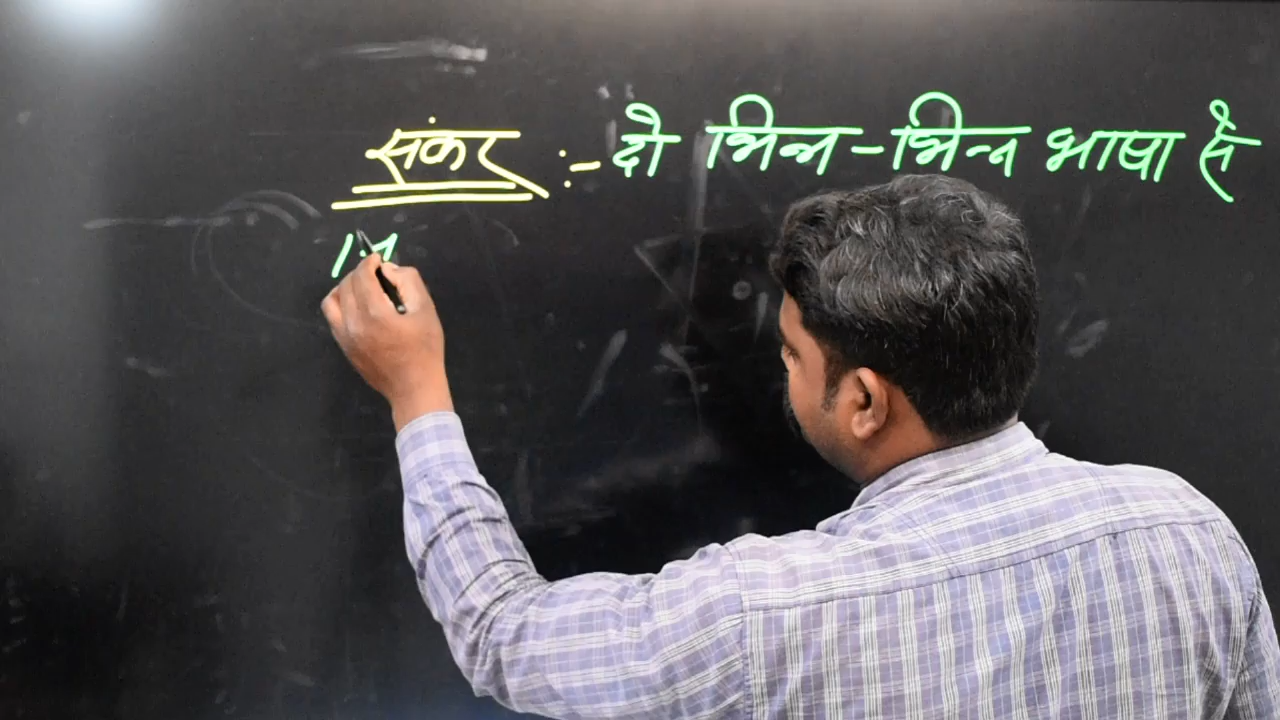 संकर :- दो भिन्न-भिन्न भाषा से